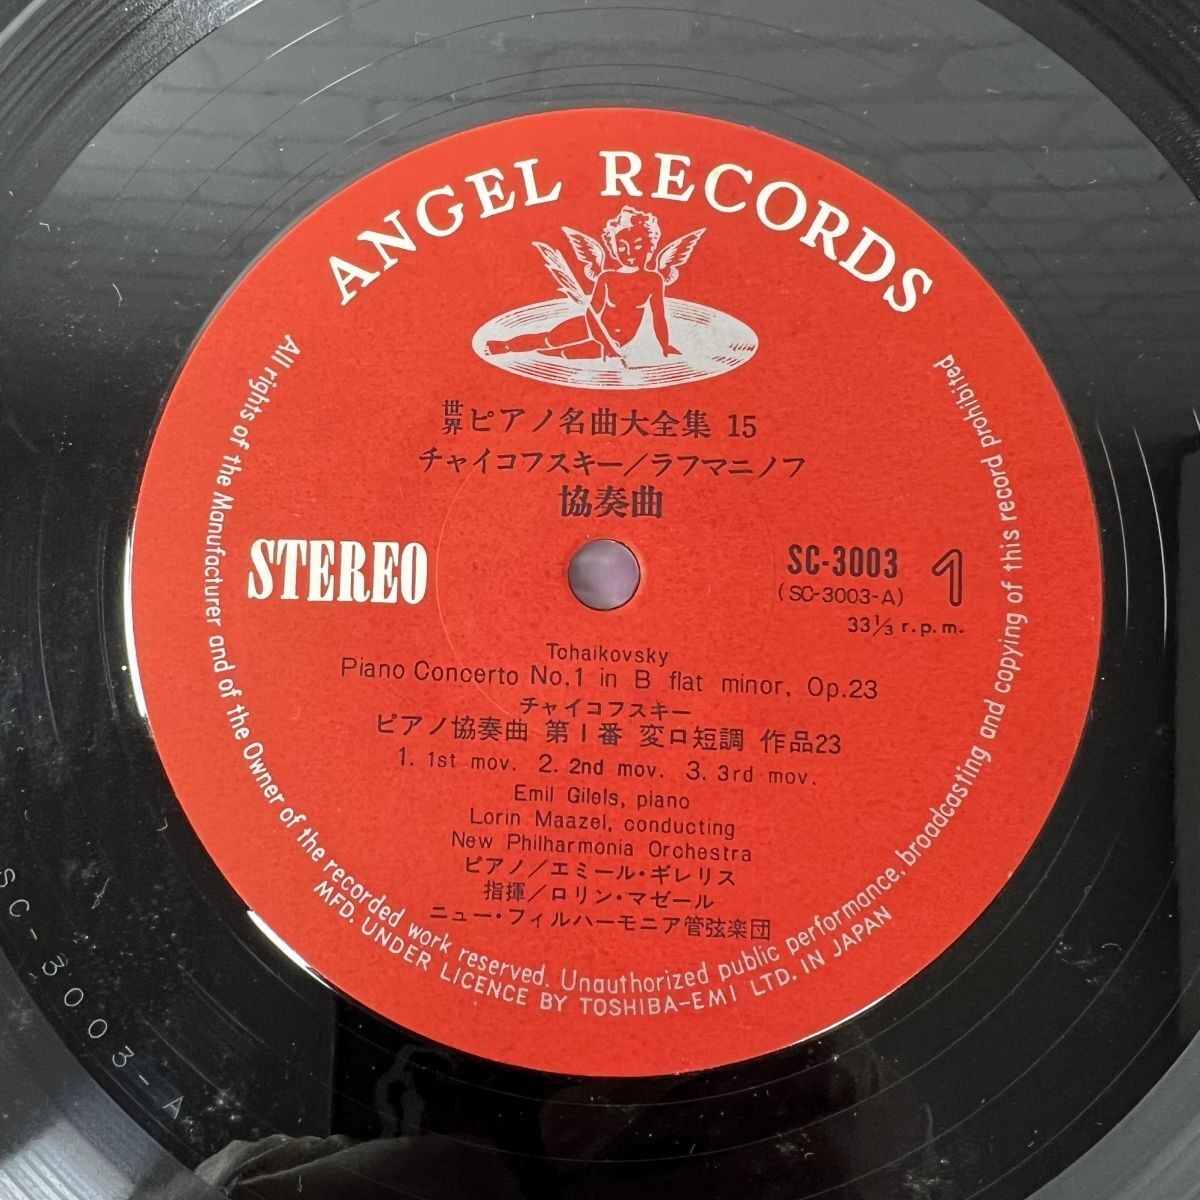 ANGEL RECORDS
世界ピアノ名曲大全集 15
チャイコフスキー/ラフマニノフ
協奏曲
STEREO
SC-3003 1
(SC-3003-A)
33⅓ r.p.m.
Tchaikovsky
Piano Concerto No.1 in B flat minor, Op.23
チャイコフスキー
ピアノ協奏曲 第1番 変ロ短調 作品23
1. 1st mov. 2. 2nd mov. 3. 3rd mov.
Emil Gilels, piano
Lorin Maazel, conducting
New Philharmonia Orchestra
ピアノ/エミール・ギレリス
指揮/ロリン・マゼール
ニュー・フィルハーモニア管弦楽団
All rights of the Manufacturer and of the Owner of the recorded work reserved. Unauthorized public performance, broadcasting and copying of this record prohibited
MFD. UNDER LICENCE BY TOSHIBA-EMI LTD. IN JAPAN
SC-3003-A